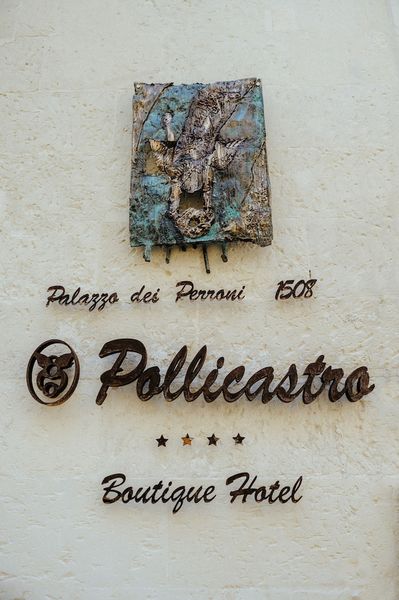 Palazzo dei Perroni 1508
Pollicastro
Boutique Hotel